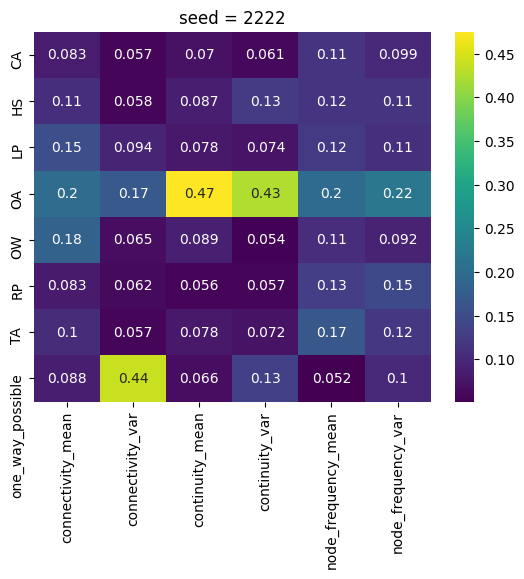 seed = 2222
CA 0.083 0.057 0.07 0.061 0.11 0.099
HS 0.11 0.058 0.087 0.13 0.12 0.11
LP 0.15 0.094 0.078 0.074 0.12 0.11
OA 0.2 0.17 0.47 0.43 0.2 0.22
OW 0.18 0.065 0.089 0.054 0.11 0.092
RP 0.083 0.062 0.056 0.057 0.13 0.15
TA 0.1 0.057 0.078 0.072 0.17 0.12
one_way_possible 0.088 0.44 0.066 0.13 0.052 0.1
connectivity_mean
connectivity_var
continuity_mean
continuity_var
node_frequency_mean
node_frequency_var
0.45
0.40
0.35
0.30
0.25
0.20
0.15
0.10